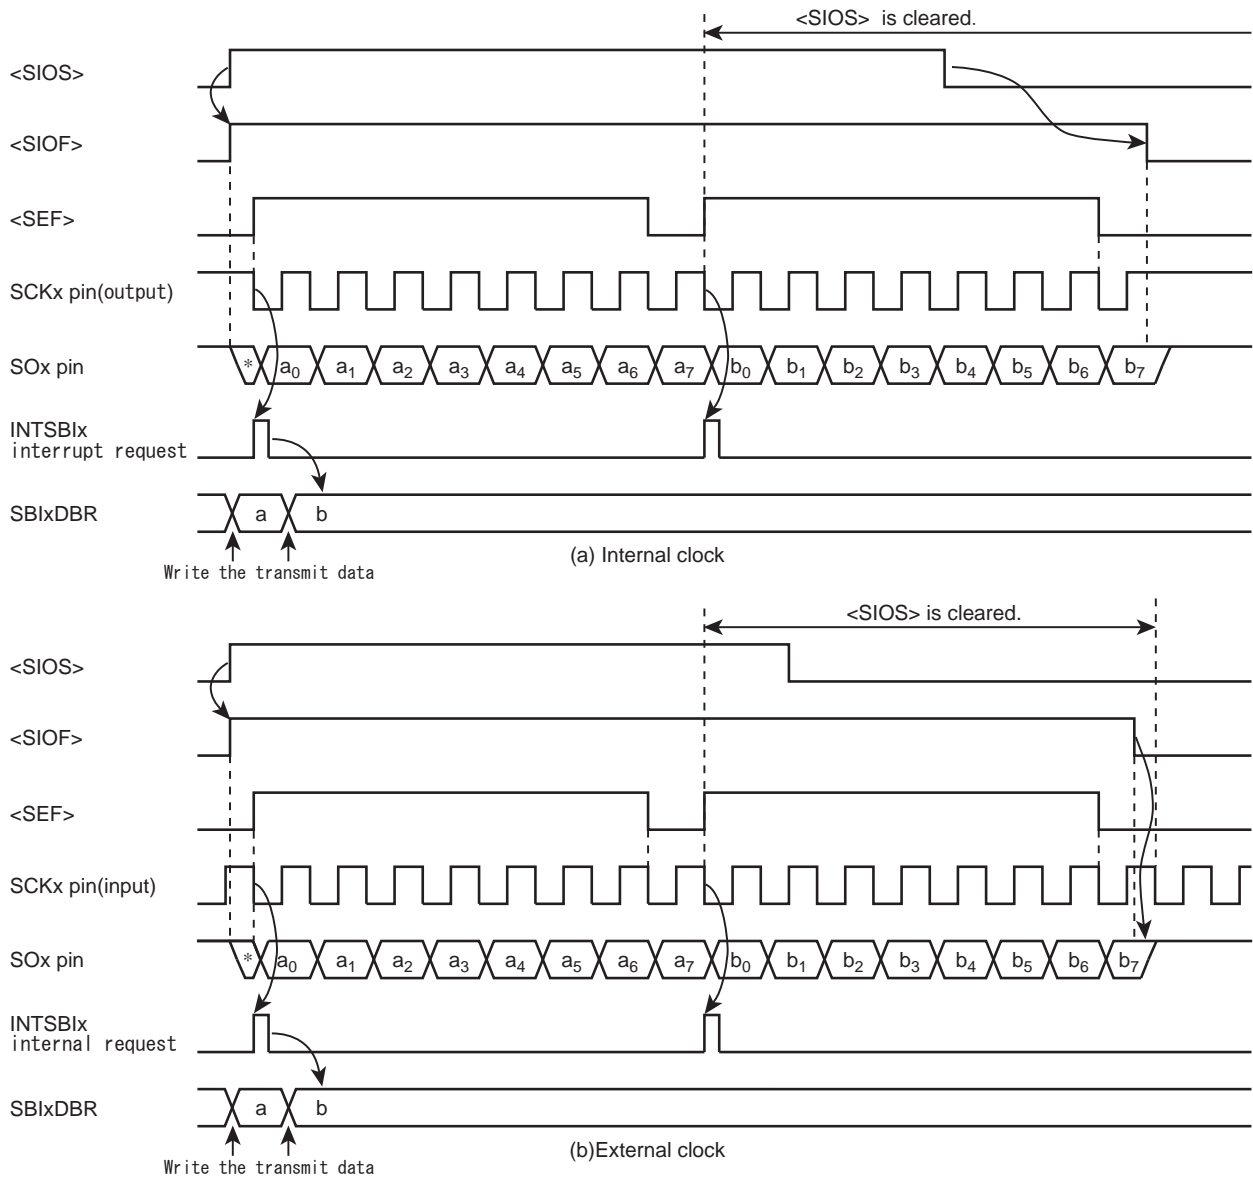 <SIOS> is cleared.
<SIOS>
<SIOF>
<SEF>
SCKx pin(output)
SOx pin
* a0 a1 a2 a3 a4 a5 a6 a7 b0 b1 b2 b3 b4 b5 b6 b7
INTSBIx
interrupt request
SBIxDBR
a b
(a) Internal clock
Write the transmit data
<SIOS> is cleared.
<SIOS>
<SIOF>
<SEF>
SCKx pin(input)
SOx pin
* a0 a1 a2 a3 a4 a5 a6 a7 b0 b1 b2 b3 b4 b5 b6 b7
INTSBIx
internal request
SBIxDBR
a b
(b)External clock
Write the transmit data